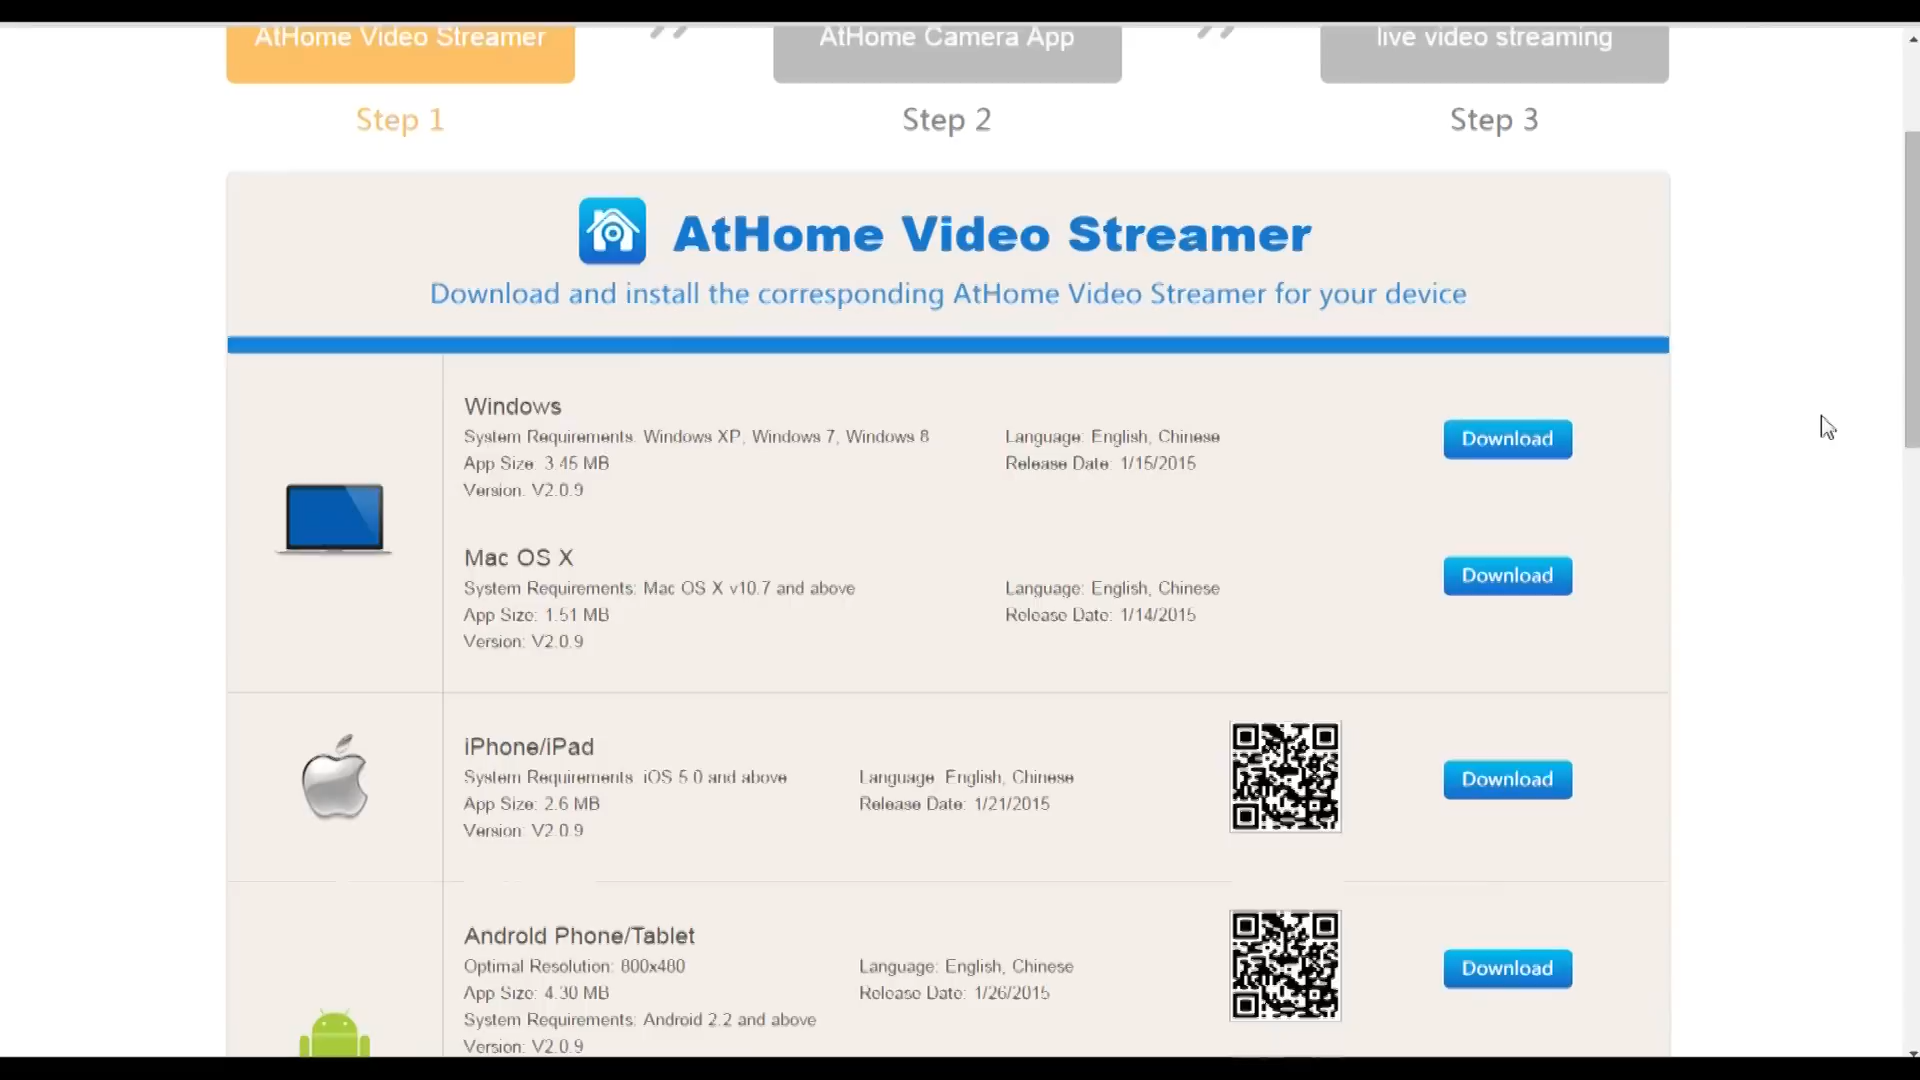 AtHome Video Streamer
AtHome Camera App
live video streaming
Step 1
Step 2
Step 3
AtHome Video Streamer
Download and install the corresponding AtHome Video Streamer for your device
Windows
System Requirements: Windows XP, Windows 7, Windows 8
App Size: 3.45 MB
Version: V2.0.9
Language: English, Chinese
Release Date: 1/15/2015
Download
Mac OS X
System Requirements: Mac OS X v10.7 and above
App Size: 1.51 MB
Version: V2.0.9
Language: English, Chinese
Release Date: 1/14/2015
Download
iPhone/iPad
System Requirements: iOS 5.0 and above
App Size: 2.6 MB
Version: V2.0.9
Language: English, Chinese
Release Date: 1/21/2015
Download
Android Phone/Tablet
Optimal Resolution: 800x480
App Size: 4.30 MB
System Requirements: Android 2.2 and above
Version: V2.0.9
Language: English, Chinese
Release Date: 1/26/2015
Download